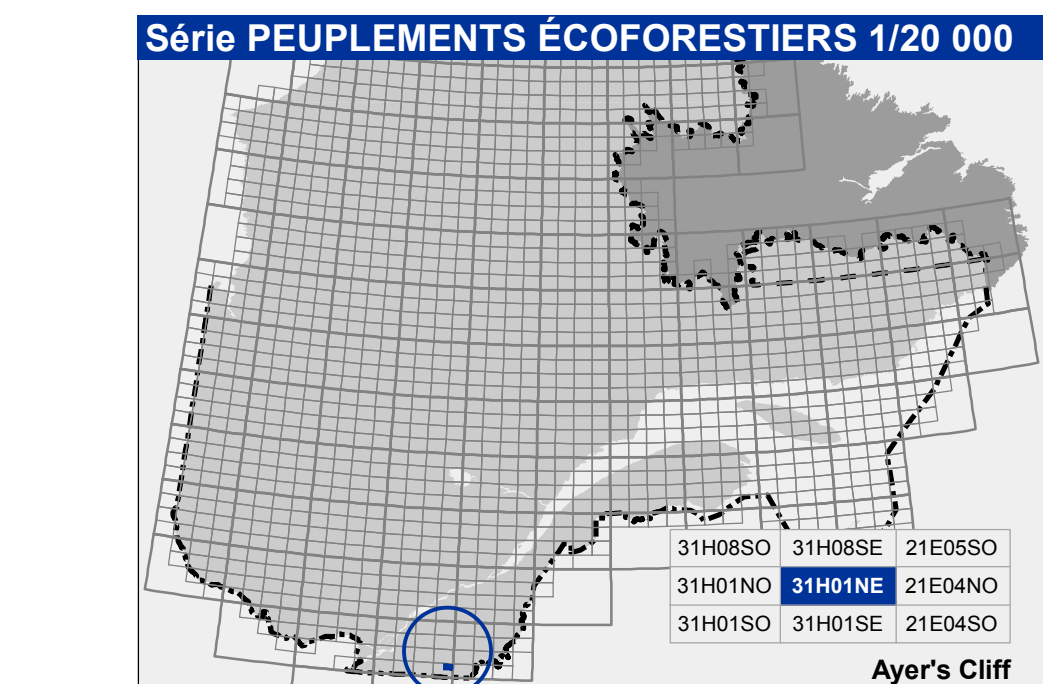 Série PEUPLEMENTS ÉCOFORESTIERS 1/20 000
31H08SO 31H08SE 21E05SO
31H01NO 31H01NE 21E04NO
31H01SO 31H01SE 21E04SO
Ayer's Cliff